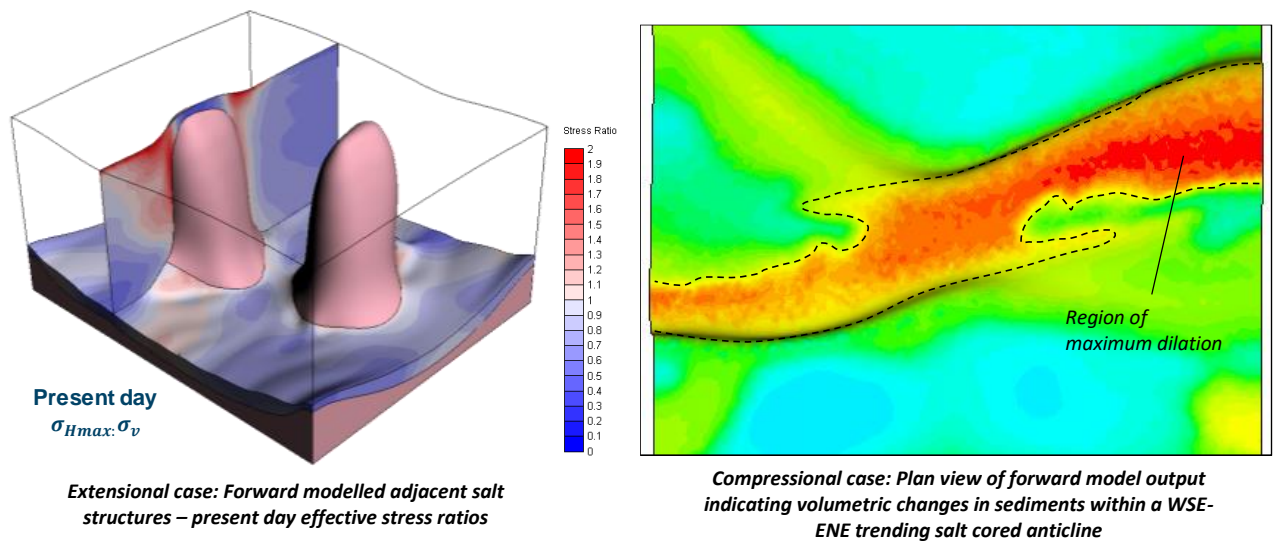 Stress Ratio
2
1.9
1.8
1.7
1.6
1.5
1.4
1.3
1.2
1.1
1
0.9
0.8
0.7
0.6
0.5
0.4
0.3
0.2
0.1
0
Present day
σHmax:σv
Extensional case: Forward modelled adjacent salt
structures – present day effective stress ratios
Region of
maximum dilation
Compressional case: Plan view of forward model output
indicating volumetric changes in sediments within a WSE-
ENE trending salt cored anticline